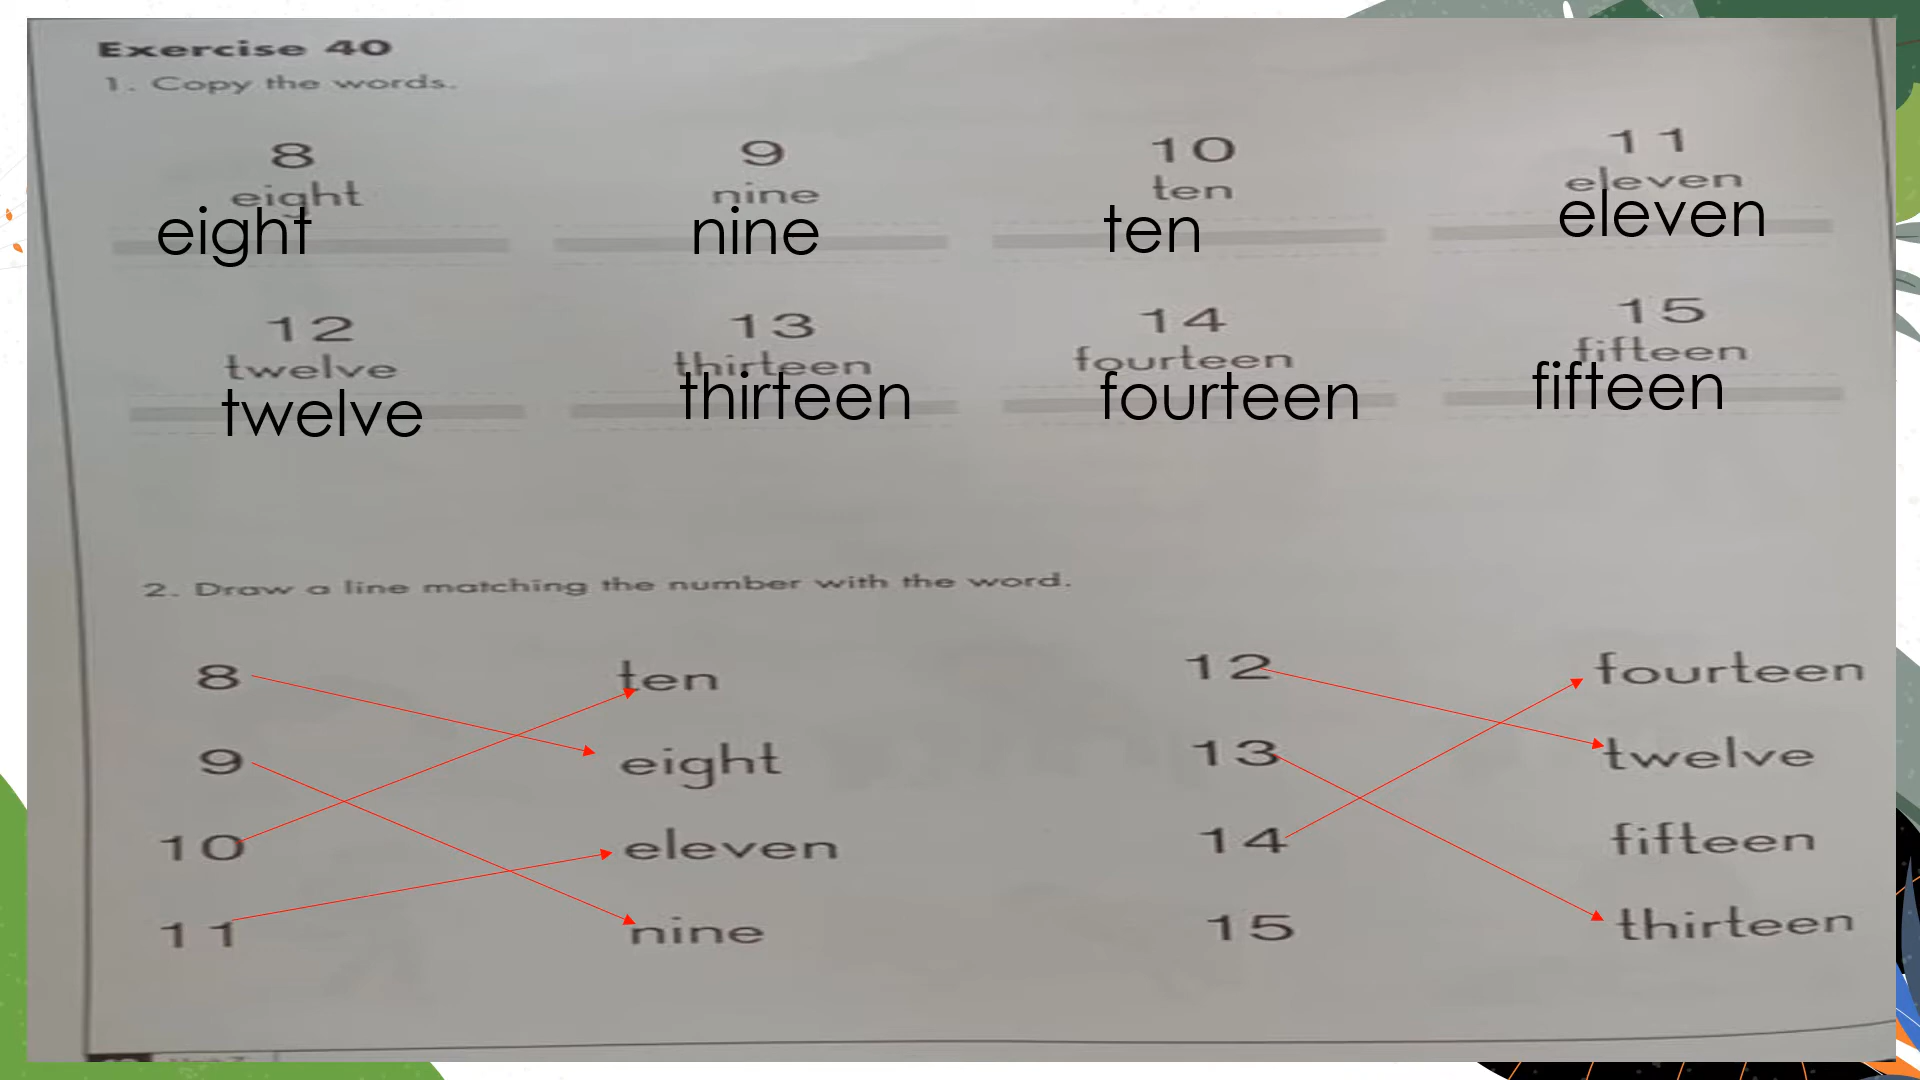 Exercise 40
1. Copy the words.
8 9 10 11
eight nine ten eleven
eight nine ten eleven
12 13 14 15
twelve thirteen fourteen fifteen
twelve thirteen fourteen fifteen
2. Draw a line matching the number with the word.
8 ten 12 fourteen
9 eight 13 twelve
10 eleven 14 fifteen
11 nine 15 thirteen